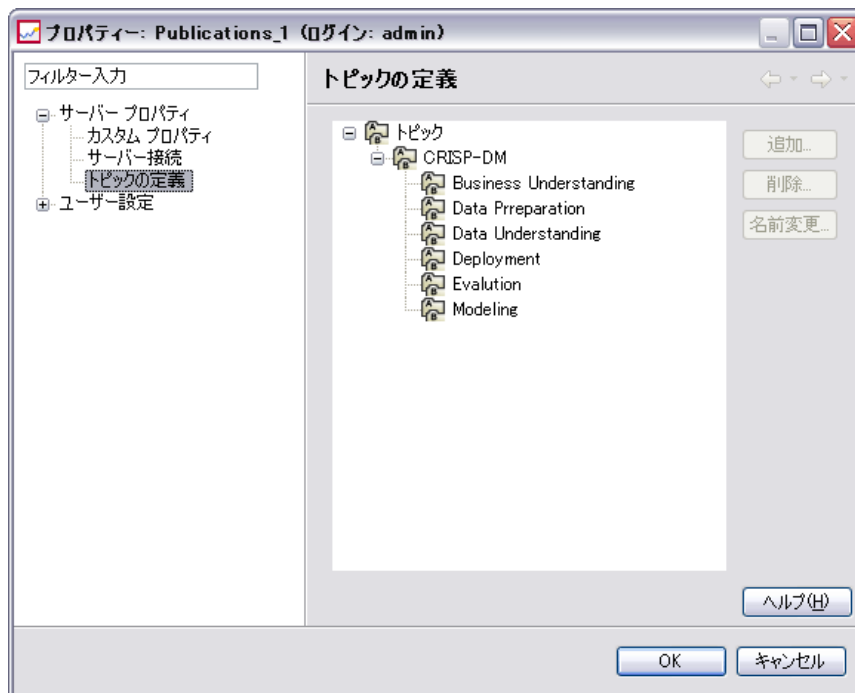 プロパティー: Publications_1 (ログイン: admin)
フィルター入力
サーバー プロパティ
カスタム プロパティ
サーバー接続
トピックの定義
ユーザー設定
トピックの定義
トピック
CRISP-DM
Business Understanding
Data Prreparation
Data Understanding
Deployment
Evalution
Modeling
追加...
削除...
名前変更...
ヘルプ(H)
OK
キャンセル